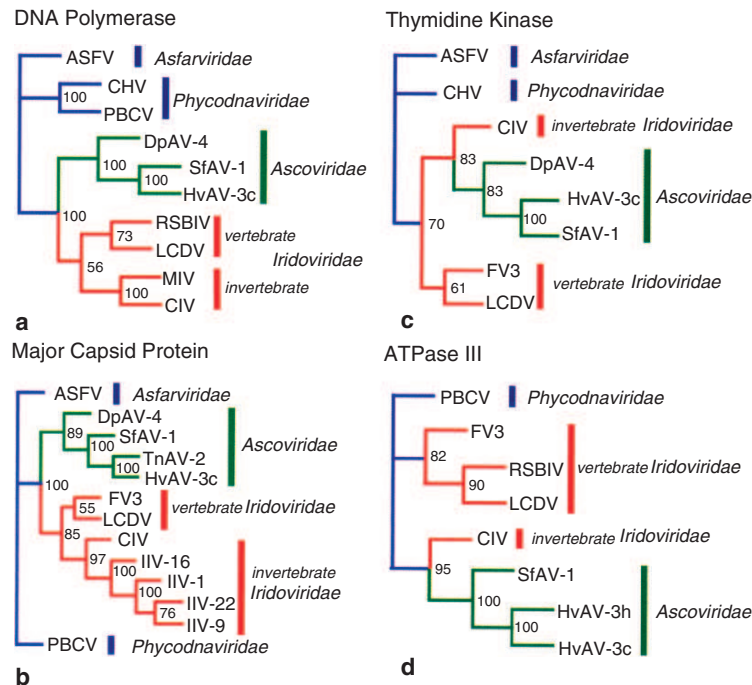 DNA Polymerase
ASFV
Asfarviridae
CHV
100
PBCV
Phycodnaviridae
DpAV-4
100
SfAV-1
100
HvAV-3c
Ascoviridae
100
RSBIV
73
LCDV
vertebrate
Iridoviridae
56
MIV
100
CIV
invertebrate
a
Thymidine Kinase
ASFV
Asfarviridae
CHV
Phycodnaviridae
CIV
invertebrate Iridoviridae
83
DpAV-4
83
HvAV-3c
100
SfAV-1
Ascoviridae
70
FV3
61
LCDV
vertebrate Iridoviridae
c
Major Capsid Protein
ASFV
Asfarviridae
DpAV-4
89
SfAV-1
100
TnAV-2
100
HvAV-3c
Ascoviridae
100
FV3
55
LCDV
vertebrate Iridoviridae
85
CIV
97
IIV-16
100
IIV-1
100
IIV-22
76
IIV-9
invertebrate
Iridoviridae
PBCV
Phycodnaviridae
b
ATPase III
PBCV
Phycodnaviridae
FV3
82
RSBIV
90
LCDV
vertebrate Iridoviridae
CIV
invertebrate Iridoviridae
95
SfAV-1
100
HvAV-3h
100
HvAV-3c
Ascoviridae
d